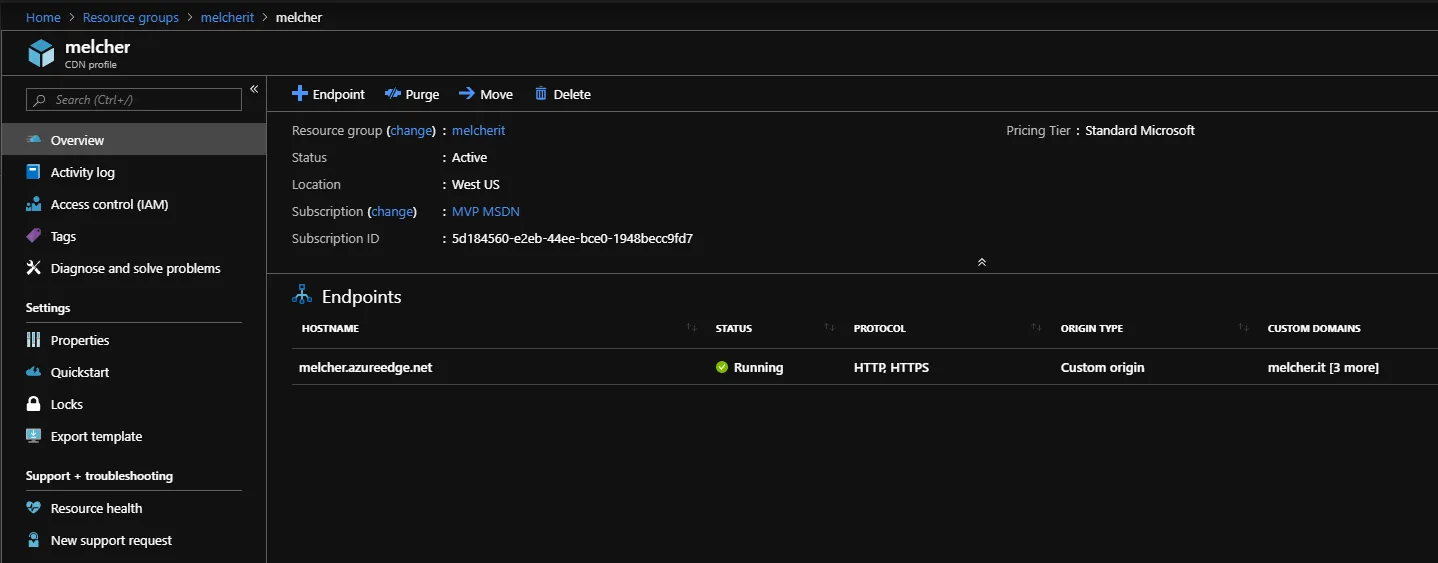 Home > Resource groups > melcherit > melcher
melcher
CDN profile
Search (Ctrl+/)
«
Overview
Activity log
Access control (IAM)
Tags
Diagnose and solve problems
Settings
Properties
Quickstart
Locks
Export template
Support + troubleshooting
Resource health
New support request
Endpoint Purge Move Delete
Resource group (change) : melcherit
Status : Active
Location : West US
Subscription (change) : MVP MSDN
Subscription ID : 5d184560-e2eb-44ee-bce0-1948becc9fd7
Pricing Tier : Standard Microsoft
Endpoints
HOSTNAME STATUS PROTOCOL ORIGIN TYPE CUSTOM DOMAINS
melcher.azureedge.net Running HTTP, HTTPS Custom origin melcher.it [3 more]